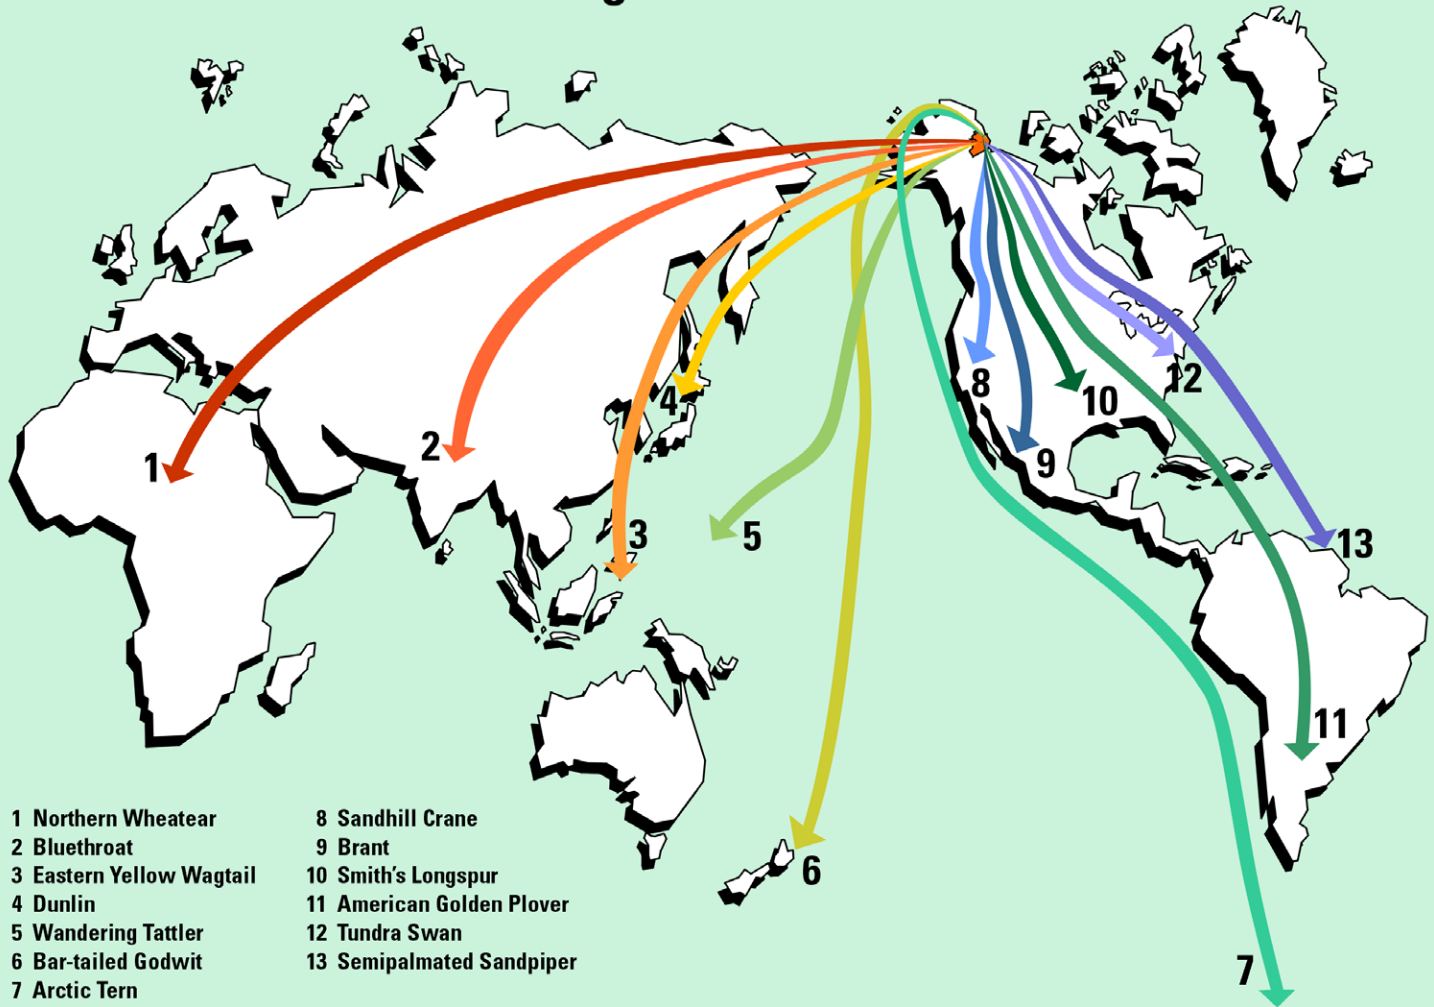 1
2
3
4
5
6
7
8
9
10
11
12
13
1 Northern Wheatear
2 Bluethroat
3 Eastern Yellow Wagtail
4 Dunlin
5 Wandering Tattler
6 Bar-tailed Godwit
7 Arctic Tern
8 Sandhill Crane
9 Brant
10 Smith's Longspur
11 American Golden Plover
12 Tundra Swan
13 Semipalmated Sandpiper